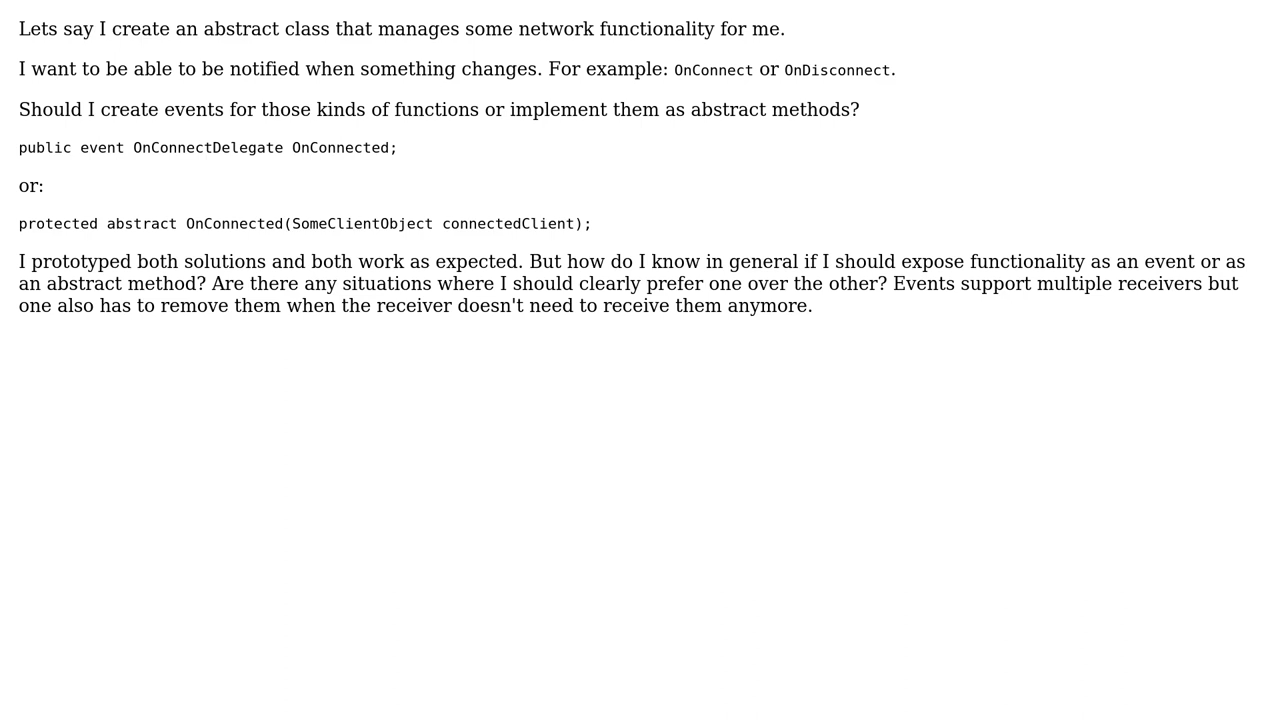 Lets say I create an abstract class that manages some network functionality for me.
I want to be able to be notified when something changes. For example: OnConnect or OnDisconnect.
Should I create events for those kinds of functions or implement them as abstract methods?
public event OnConnectDelegate OnConnected;
or:
protected abstract OnConnected(SomeClientObject connectedClient);
I prototyped both solutions and both work as expected. But how do I know in general if I should expose functionality as an event or as
an abstract method? Are there any situations where I should clearly prefer one over the other? Events support multiple receivers but
one also has to remove them when the receiver doesn't need to receive them anymore.